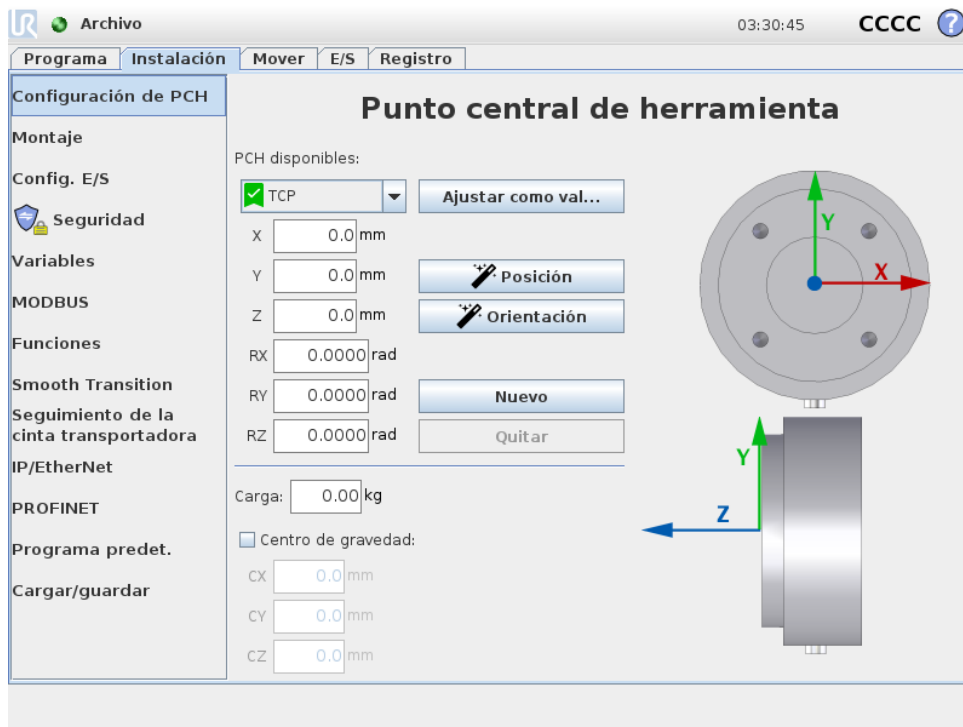 UR Archivo 03:30:45 CCCC ?
Programa Instalación Mover E/S Registro
Configuración de PCH
Montaje
Config. E/S
Seguridad
Variables
MODBUS
Funciones
Smooth Transition
Seguimiento de la
cinta transportadora
IP/EtherNet
PROFINET
Programa predet.
Cargar/guardar
Punto central de herramienta
PCH disponibles:
TCP Ajustar como val...
X 0.0 mm
Y 0.0 mm Posición
Z 0.0 mm Orientación
RX 0.0000 rad
RY 0.0000 rad Nuevo
RZ 0.0000 rad Quitar
Carga: 0.00 kg
Centro de gravedad:
CX 0.0 mm
CY 0.0 mm
CZ 0.0 mm
Y
X
Y
Z